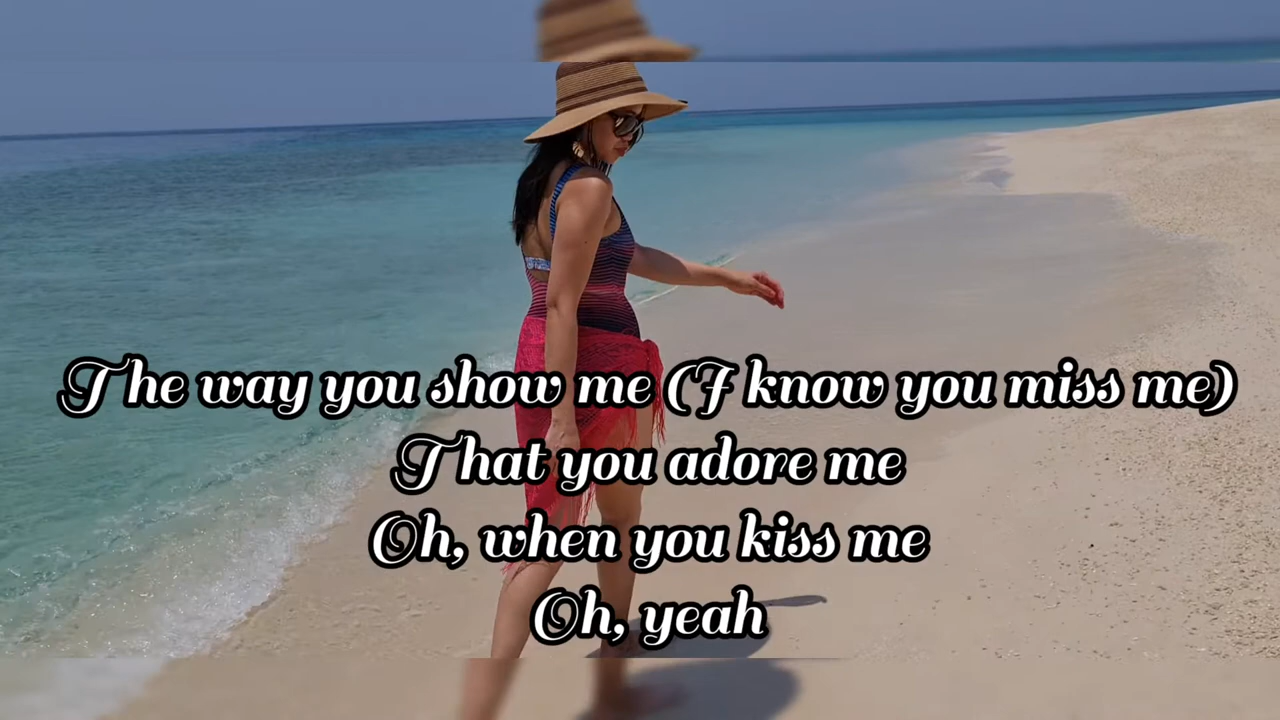 The way you show me (I know you miss me)
That you adore me
Oh, when you kiss me
Oh, yeah